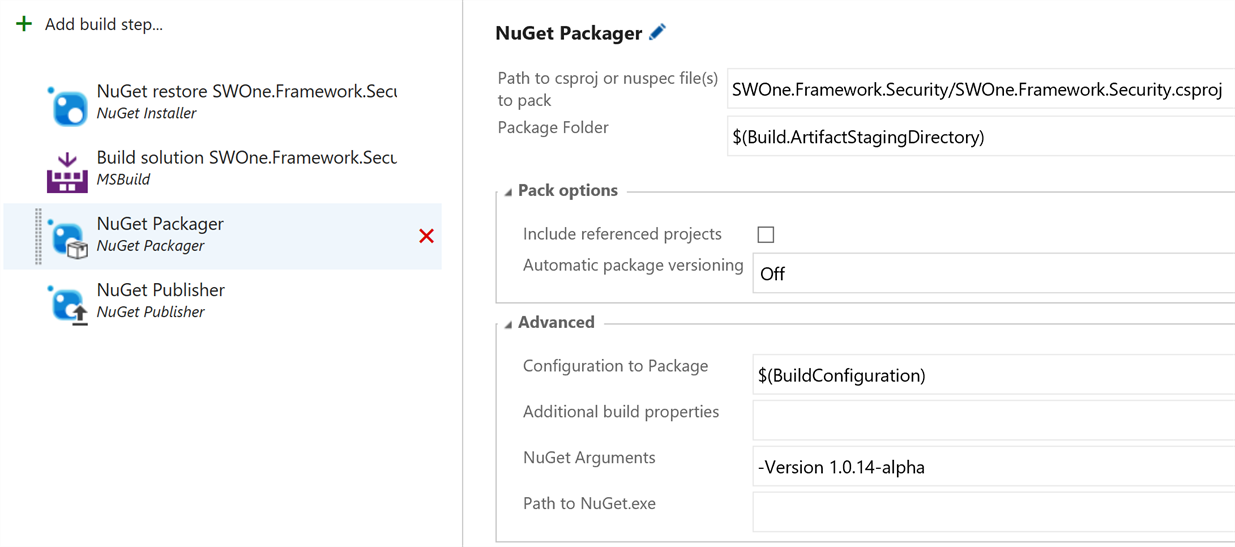 Add build step...
NuGet restore SWOne.Framework.Secu
NuGet Installer
Build solution SWOne.Framework.Secu
MSBuild
NuGet Packager
NuGet Packager
NuGet Publisher
NuGet Publisher
NuGet Packager
Path to csproj or nuspec file(s)
to pack
SWOne.Framework.Security/SWOne.Framework.Security.csproj
Package Folder
$(Build.ArtifactStagingDirectory)
Pack options
Include referenced projects
Automatic package versioning
Off
Advanced
Configuration to Package
$(BuildConfiguration)
Additional build properties
NuGet Arguments
-Version 1.0.14-alpha
Path to NuGet.exe